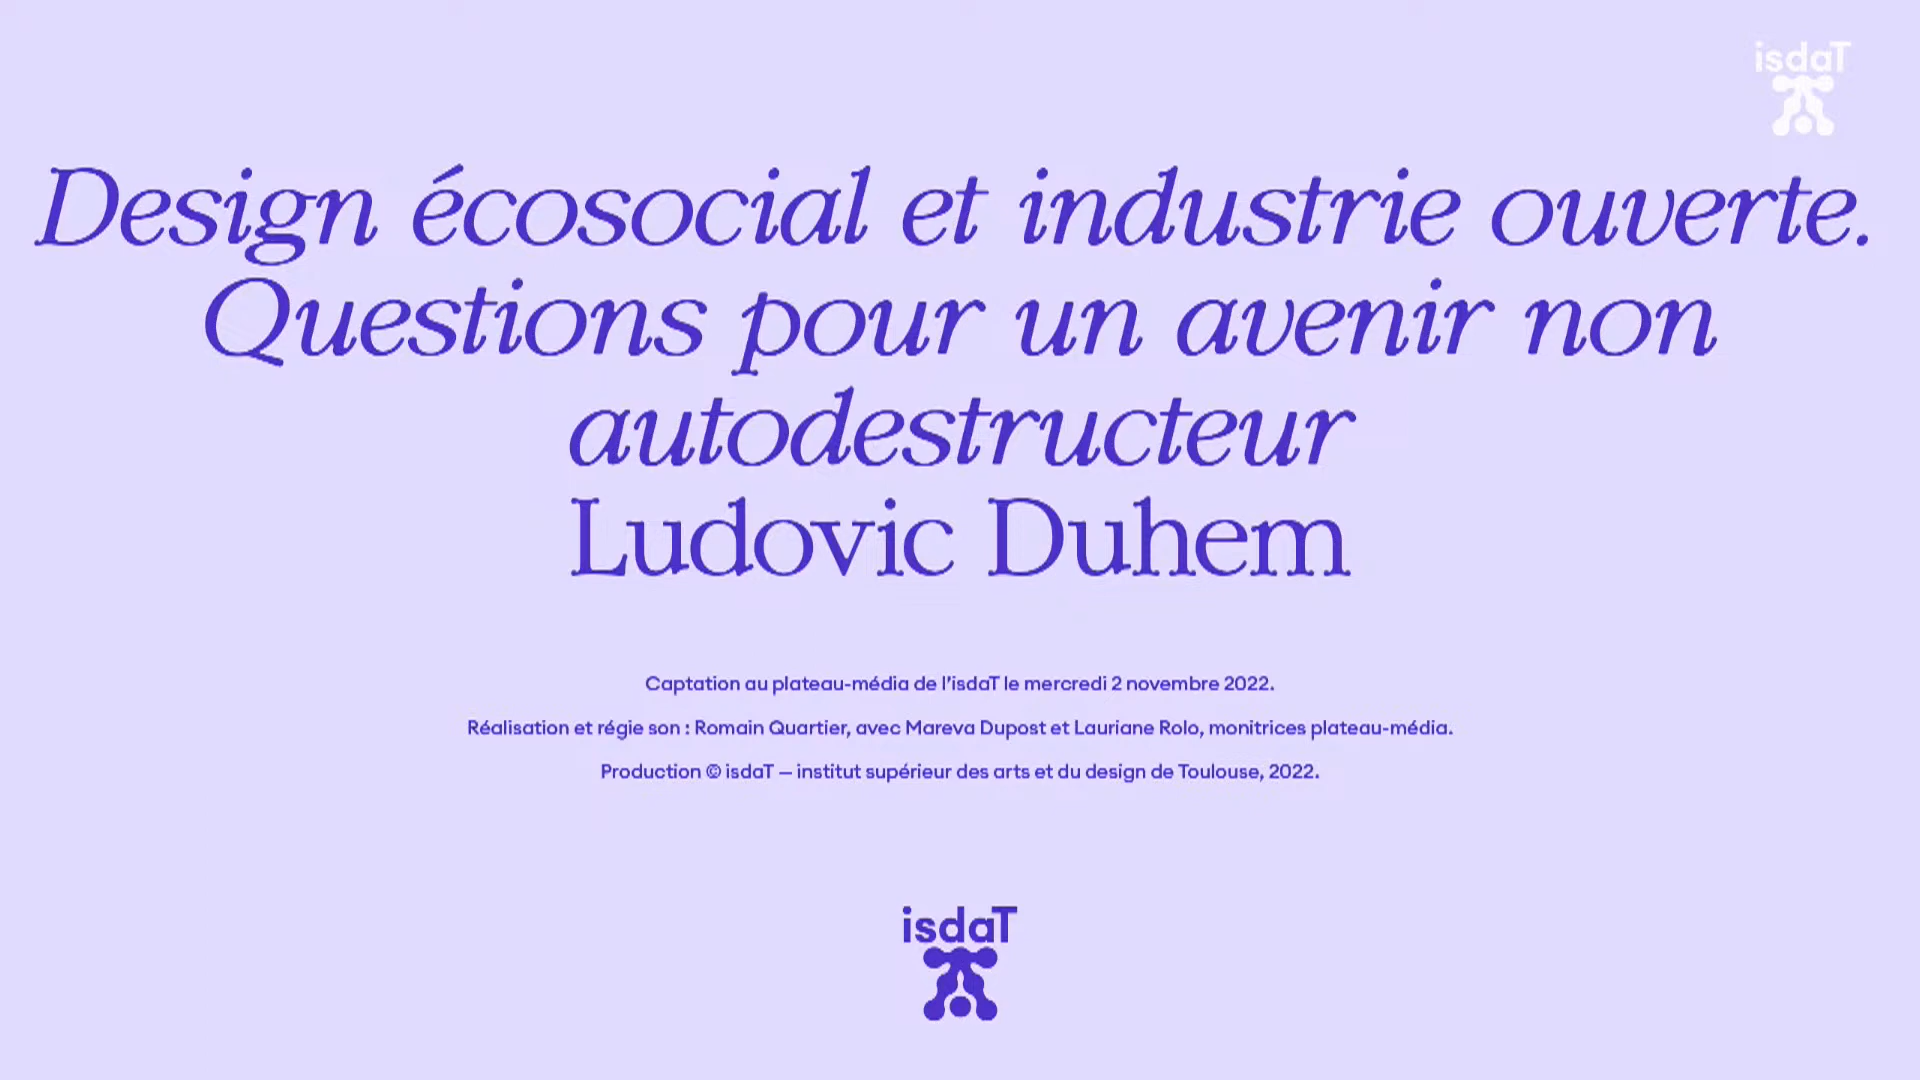 isdaT
Design écosocial et industrie ouverte.
Questions pour un avenir non
autodestructeur
Ludovic Duhem
Captation au plateau-média de l’isdaT le mercredi 2 novembre 2022.
Réalisation et régie son : Romain Quartier, avec Mareva Dupost et Lauriane Rolo, monitrices plateau-média.
Production © isdaT — institut supérieur des arts et du design de Toulouse, 2022.
isdaT